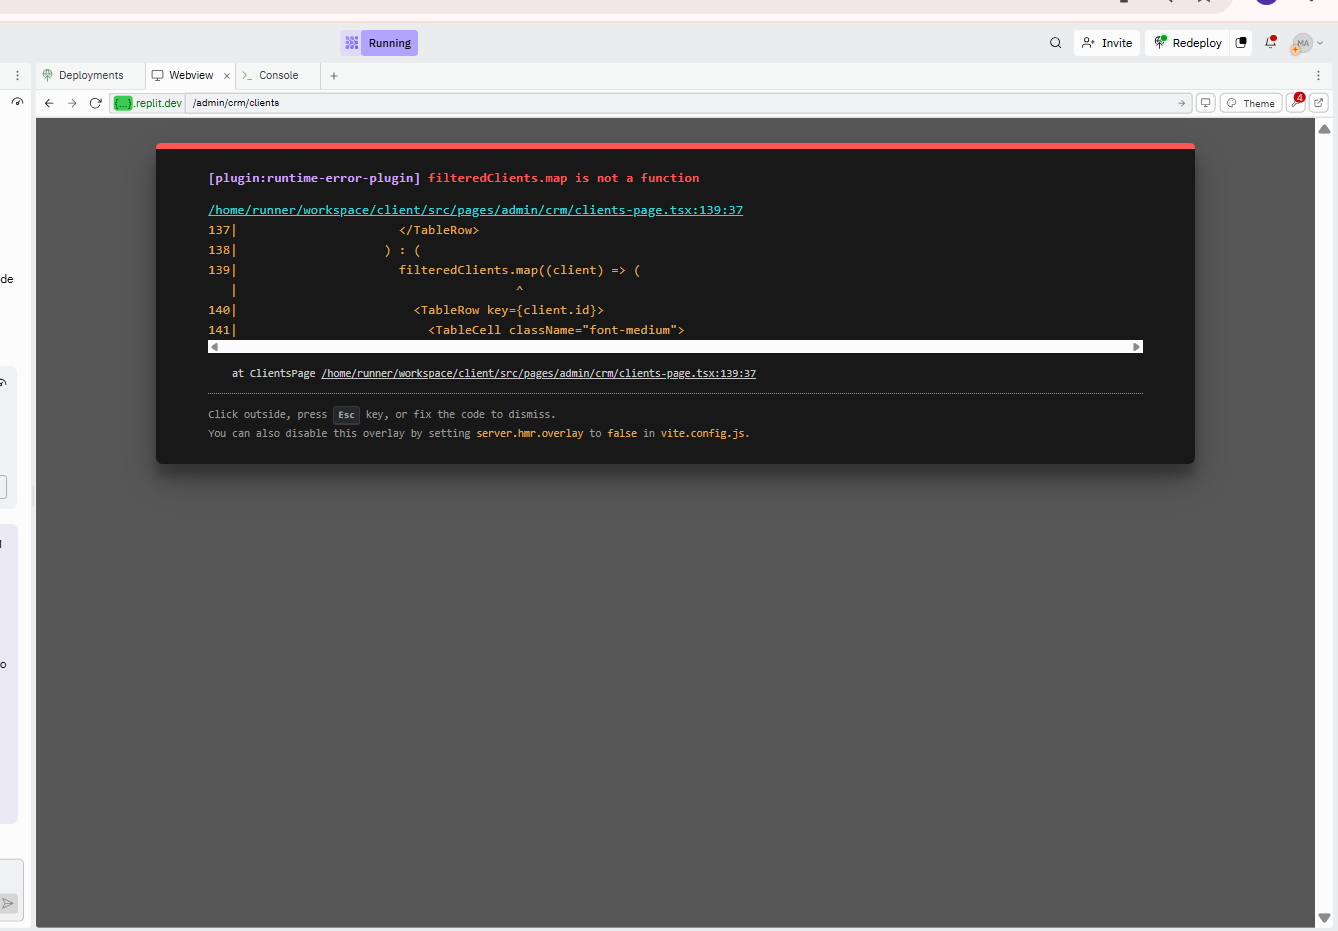 Running
Invite
Redeploy
MA
Deployments
Webview
Console
{...}.replit.dev /admin/crm/clients
Theme
4
[plugin:runtime-error-plugin] filteredClients.map is not a function
/home/runner/workspace/client/src/pages/admin/crm/clients-page.tsx:139:37
137| </TableRow>
138| ) : (
139| filteredClients.map((client) => (
| ^
140| <TableRow key={client.id}>
141| <TableCell className="font-medium">
at ClientsPage /home/runner/workspace/client/src/pages/admin/crm/clients-page.tsx:139:37
Click outside, press Esc key, or fix the code to dismiss.
You can also disable this overlay by setting server.hmr.overlay to false in vite.config.js.
de